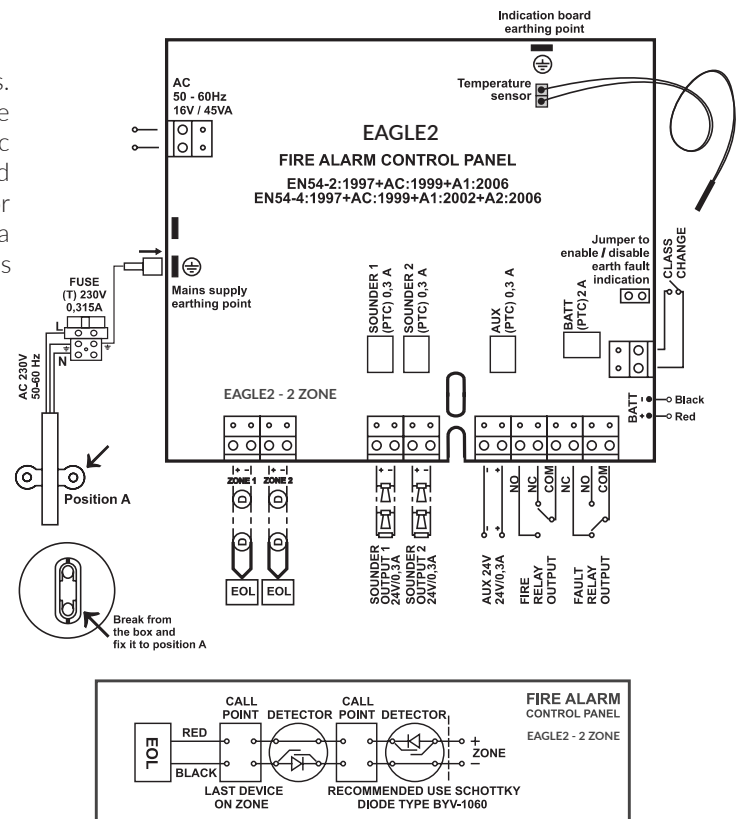 Indication board
earthing point
s.
e
c
d
er
a
s
AC
50 - 60Hz
16V / 45VA
Temperature
sensor
EAGLE2
FIRE ALARM CONTROL PANEL
EN54-2:1997+AC:1999+A1:2006
EN54-4:1997+AC:1999+A1:2002+A2:2006
Jumper to
enable / disable
earth fault
indication
CLASS
CHANGE
FUSE
(T) 230V
0,315A
Mains supply
earthing point
L
N
AC 230V
50-60 Hz
SOUNDER 1
(PTC) 0,3 A
SOUNDER 2
(PTC) 0,3 A
AUX
(PTC) 0,3 A
BATT
(PTC) 2 A
EAGLE2 - 2 ZONE
BATT
- Black
+ Red
Position A
+ -
ZONE 1
+ -
ZONE 2
D
D
D
D
EOL
EOL
+ -
+ -
SOUNDER
OUTPUT 1
24V/0,3A
SOUNDER
OUTPUT 2
24V/0,3A
- +
- +
AUX 24V
24V/0,3A
NO
NC
COM
FIRE
RELAY
OUTPUT
NC
NO
COM
FAULT
RELAY
OUTPUT
Break from
the box and
fix it to position A
FIRE ALARM
CONTROL PANEL
EAGLE2 - 2 ZONE
EOL
RED
BLACK
CALL
POINT
DETECTOR
CALL
POINT
DETECTOR
+
ZONE
-
LAST DEVICE
ON ZONE
RECOMMENDED USE SCHOTTKY
DIODE TYPE BYV-1060